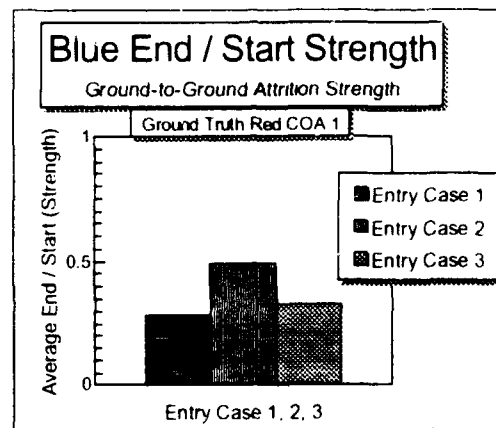 Blue End / Start Strength
Ground-to-Ground Attrition Strength
Ground Truth Red COA 1
Average End / Start (Strength)
1
0.5
0
Entry Case 1
Entry Case 2
Entry Case 3
Entry Case 1, 2, 3